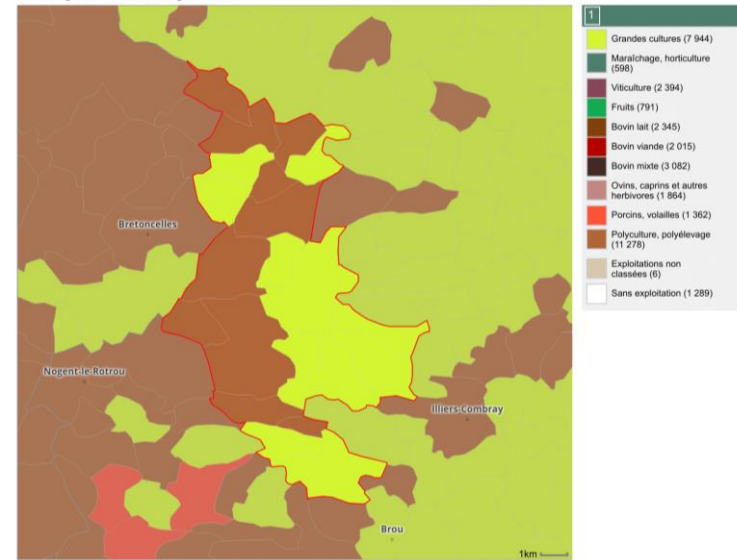 Bretoncelles
Nogent-le-Rotrou
Illiers-Combray
Brou
1km
1
Grandes cultures (7 944)
Maraîchage, horticulture
(598)
Viticulture (2 394)
Fruits (791)
Bovin lait (2 345)
Bovin viande (2 015)
Bovin mixte (3 082)
Ovins, caprins et autres
herbivores (1 864)
Porcins, volailles (1 362)
Polyculture, polyélevage
(11 278)
Exploitations non
classées (6)
Sans exploitation (1 289)